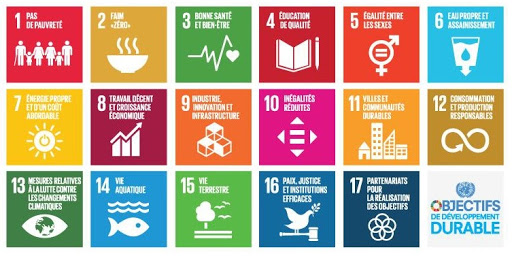 1 PAS
DE PAUVRETÉ
2 FAIM
«ZÉRO»
3 BONNE SANTÉ
ET BIEN-ÊTRE
4 ÉDUCATION
DE QUALITÉ
5 ÉGALITÉ ENTRE
LES SEXES
6 EAU PROPRE ET
ASSAINISSEMENT
7 ÉNERGIE PROPRE
ET D'UN COÛT
ABORDABLE
8 TRAVAIL DÉCENT
ET CROISSANCE
ÉCONOMIQUE
9 INDUSTRIE,
INNOVATION ET
INFRASTRUCTURE
10 INÉGALITÉS
RÉDUITES
11 VILLES ET
COMMUNAUTÉS
DURABLES
12 CONSOMMATION
ET PRODUCTION
RESPONSABLES
13 MESURES RELATIVES
À LA LUTTE CONTRE
LES CHANGEMENTS
CLIMATIQUES
14 VIE
AQUATIQUE
15 VIE
TERRESTRE
16 PAIX, JUSTICE
ET INSTITUTIONS
EFFICACES
17 PARTENARIATS
POUR LA
RÉALISATION
DES OBJECTIFS
OBJECTIFS
DE DÉVELOPPEMENT
DURABLE